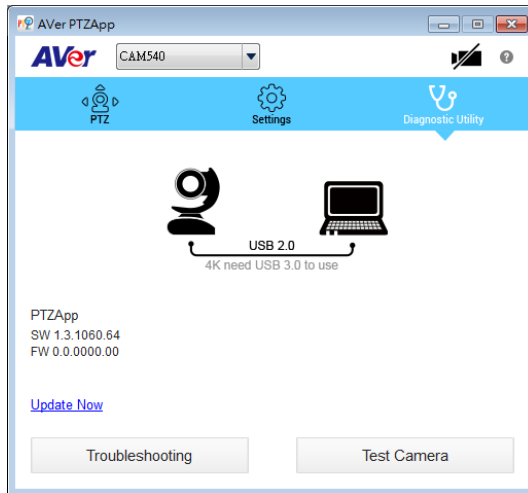 AVer PTZApp
AVer CAM540 ?
PTZ Settings Diagnostic Utility
USB 2.0
4K need USB 3.0 to use
PTZApp
SW 1.3.1060.64
FW 0.0.0000.00
Update Now
Troubleshooting Test Camera